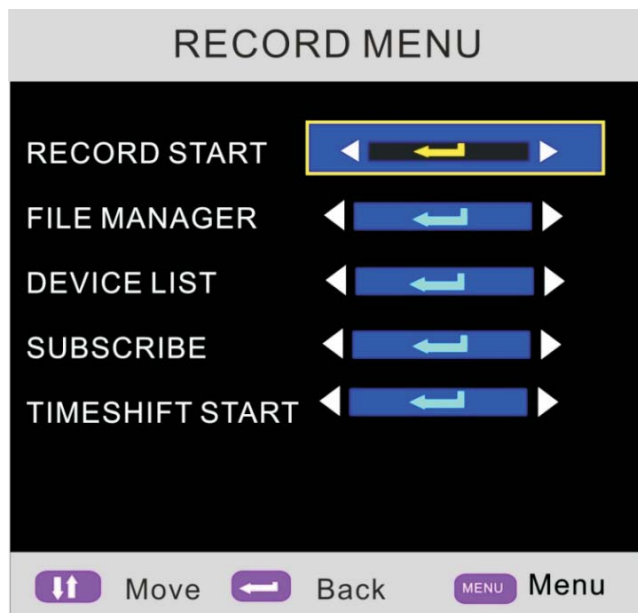 RECORD MENU
RECORD START
FILE MANAGER
DEVICE LIST
SUBSCRIBE
TIMESHIFT START
Move Back MENU Menu